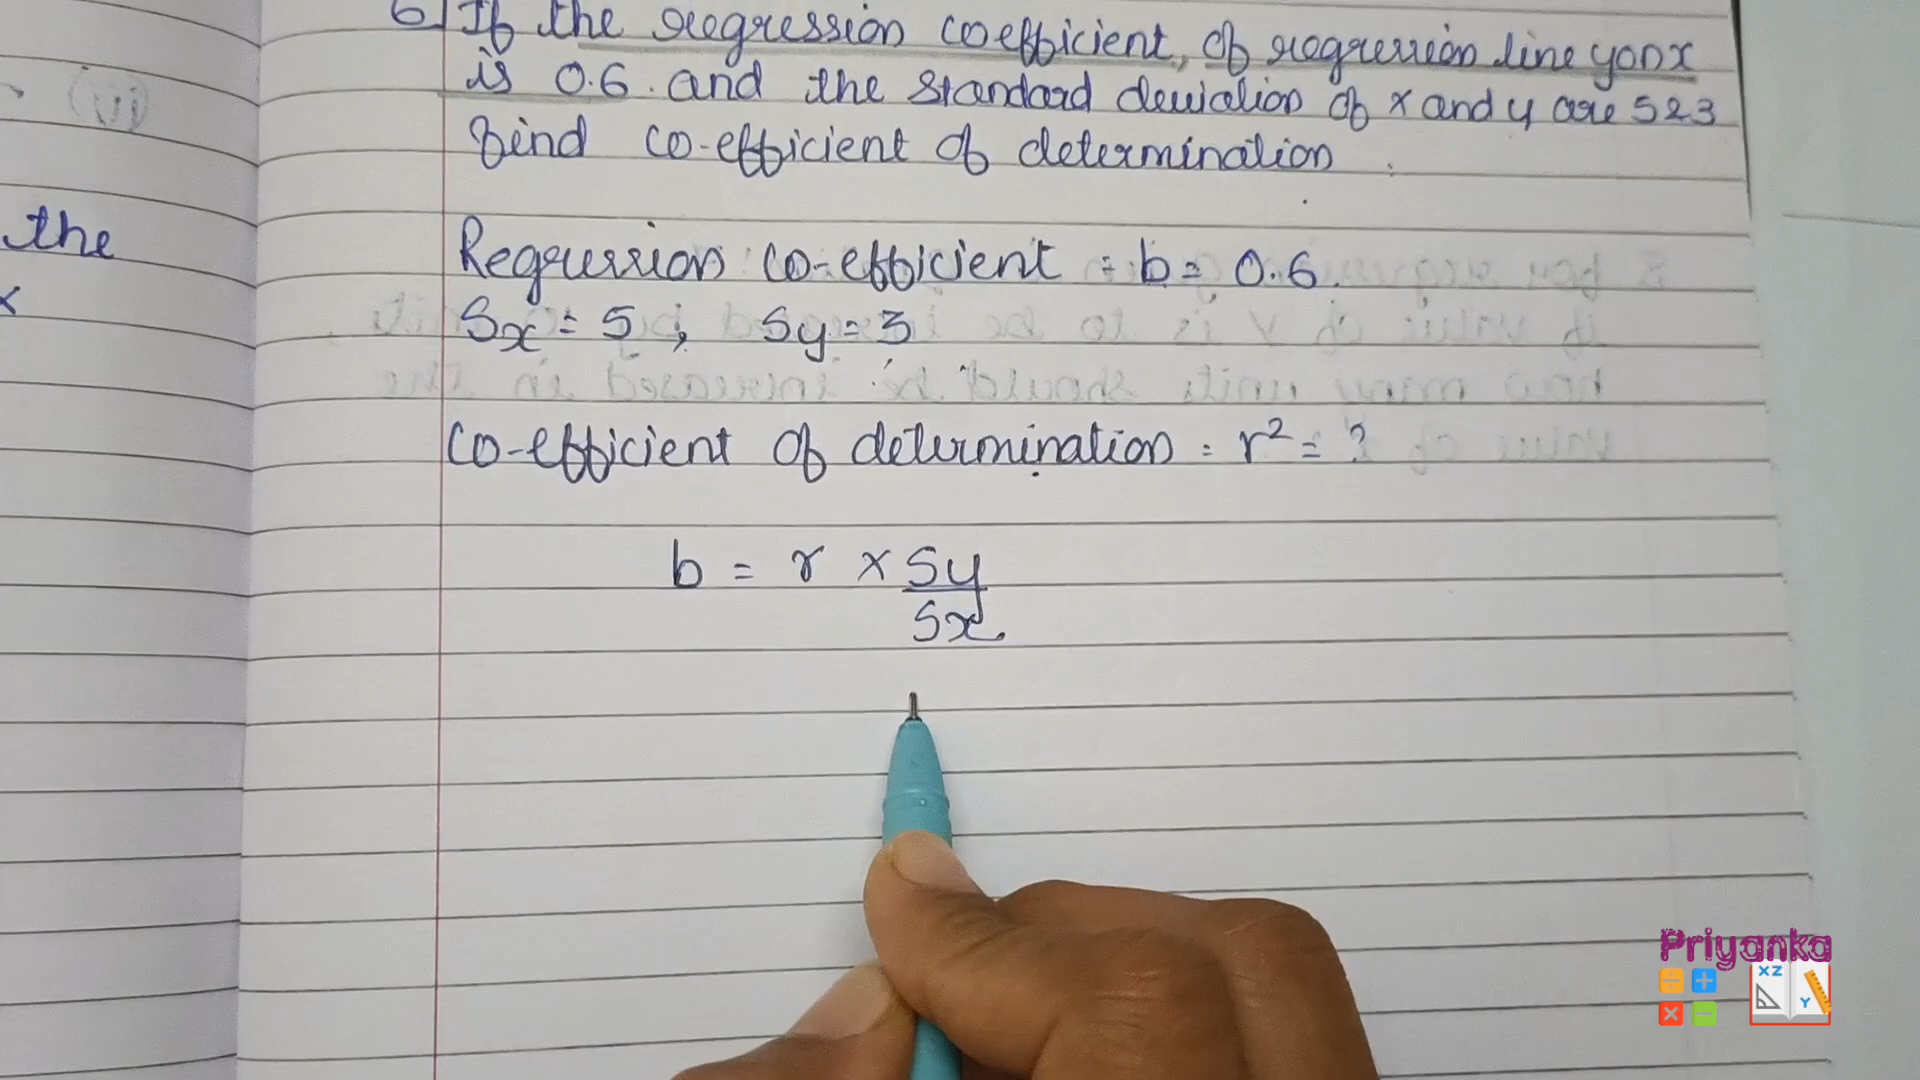 6] If the regression coefficient, of regression line y on x
is 0.6. and the standard deviation of x and y are 5 & 3
find co-efficient of determination.
(vi)
the
x
Regression co-efficient = b = 0.6.
Sx = 5 ; Sy = 3
Co-efficient of determination = r² = ?
b = r × Sy
Sx
Priyanka
XZ
Y